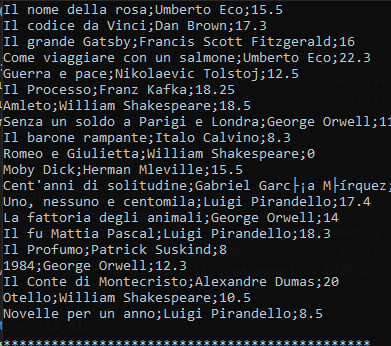 Il nome della rosa;Umberto Eco;15.5
Il codice da Vinci;Dan Brown;17.3
Il grande Gatsby;Francis Scott Fitzgerald;16
Come viaggiare con un salmone;Umberto Eco;22.3
Guerra e pace;Nikolaevic Tolstoj;12.5
Il Processo;Franz Kafka;18.25
Amleto;William Shakespeare;18.5
Senza un soldo a Parigi e Londra;George Orwell;11
Il barone rampante;Italo Calvino;8.3
Romeo e Giulietta;William Shakespeare;0
Moby Dick;Herman Mleville;15.5
Cent'anni di solitudine;Gabriel Garc├¡a M├írquez;
Uno, nessuno e centomila;Luigi Pirandello;17.4
La fattoria degli animali;George Orwell;14
Il fu Mattia Pascal;Luigi Pirandello;18.3
Il Profumo;Patrick Suskind;8
1984;George Orwell;12.3
Il Conte di Montecristo;Alexandre Dumas;20
Otello;William Shakespeare;10.5
Novelle per un anno;Luigi Pirandello;8.5
**********************************************